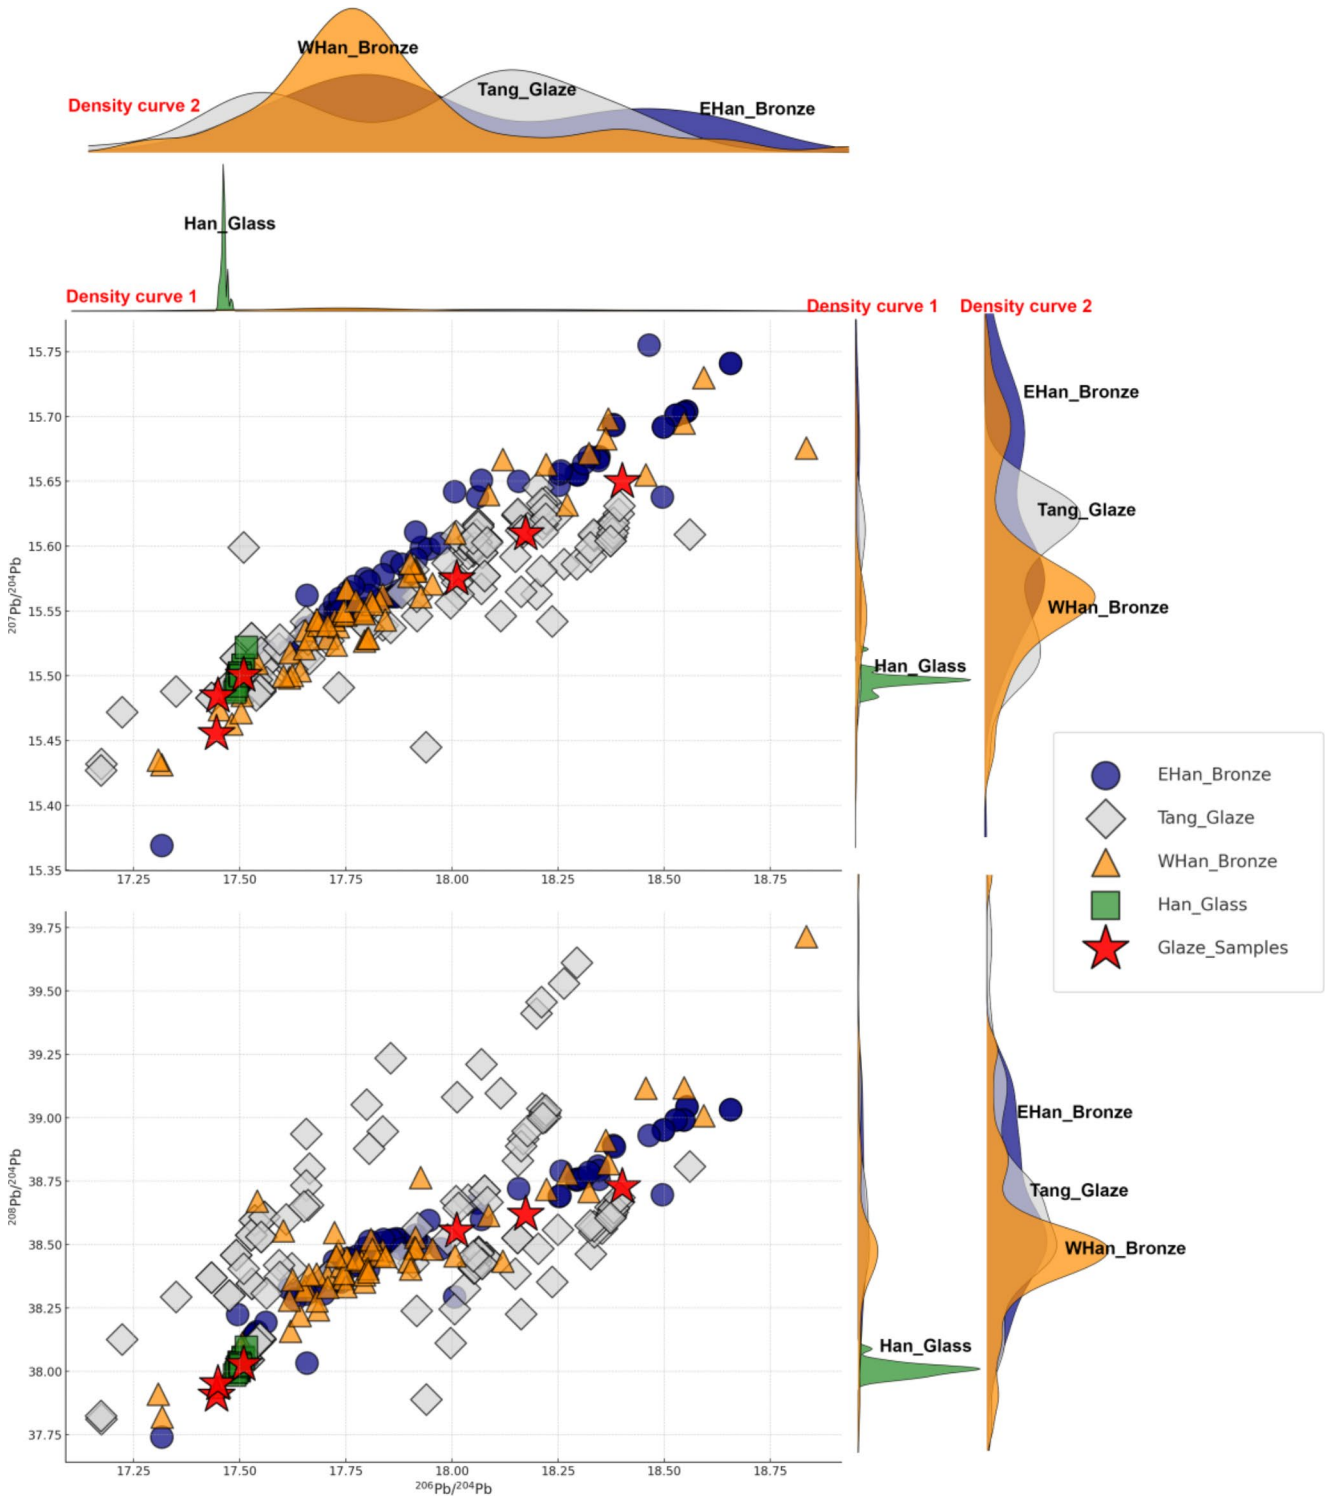 WHan_Bronze
Tang_Glaze
Density curve 2
EHan_Bronze
Han_Glass
Density curve 1
Density curve 1
Density curve 2
15.75
15.70
15.65
15.60
15.55
15.50
15.45
15.40
15.35
²⁰⁷Pb/²⁰⁴Pb
17.25 17.50 17.75 18.00 18.25 18.50 18.75
EHan_Bronze
Tang_Glaze
WHan_Bronze
Han_Glass
EHan_Bronze
Tang_Glaze
WHan_Bronze
Han_Glass
Glaze_Samples
39.75
39.50
39.25
39.00
38.75
38.50
38.25
38.00
37.75
²⁰⁸Pb/²⁰⁴Pb
17.25 17.50 17.75 18.00 18.25 18.50 18.75
²⁰⁶Pb/²⁰⁴Pb
EHan_Bronze
Tang_Glaze
WHan_Bronze
Han_Glass